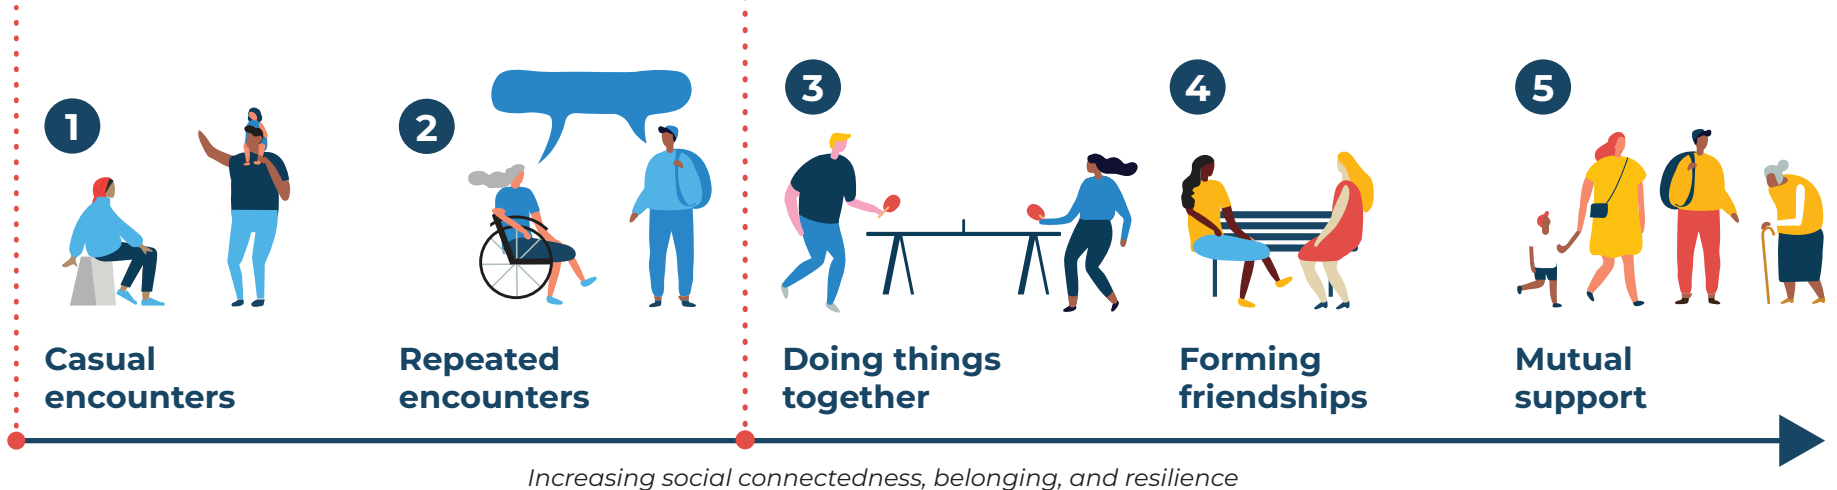 1
Casual
encounters
2
Repeated
encounters
3
Doing things
together
4
Forming
friendships
5
Mutual
support
Increasing social connectedness, belonging, and resilience